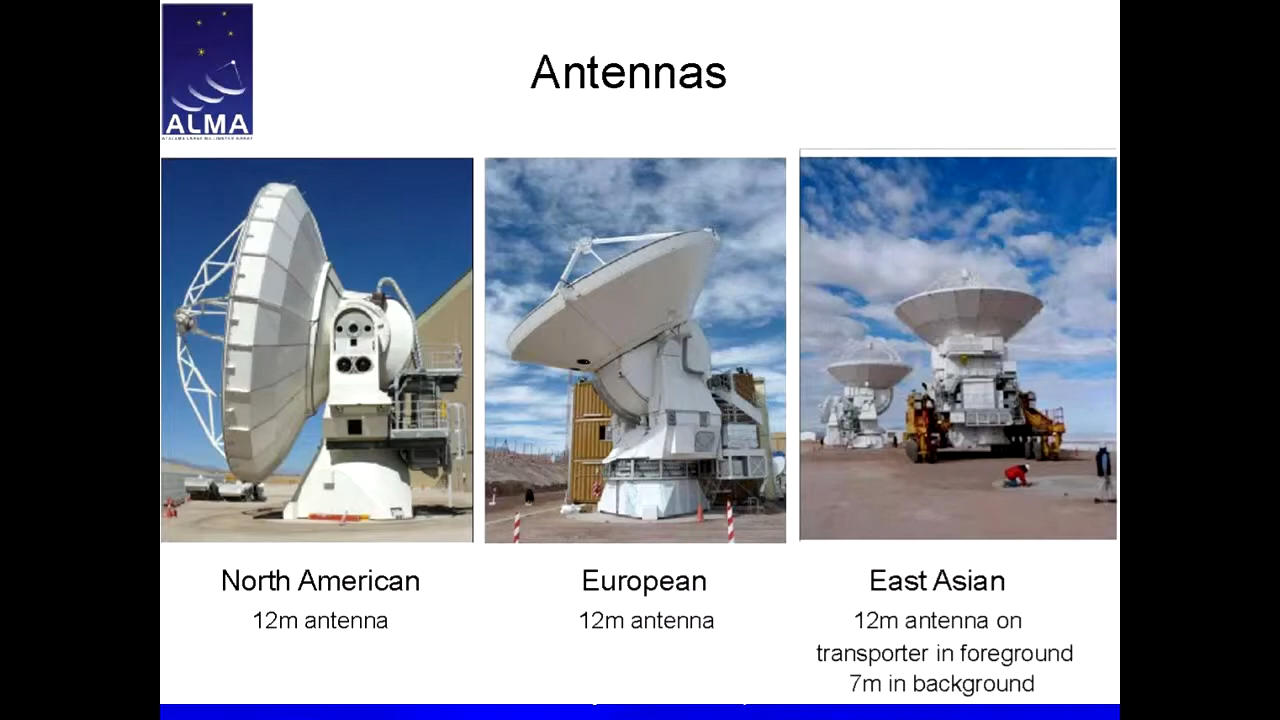 ALMA
Antennas
North American
12m antenna
European
12m antenna
East Asian
12m antenna on
transporter in foreground
7m in background